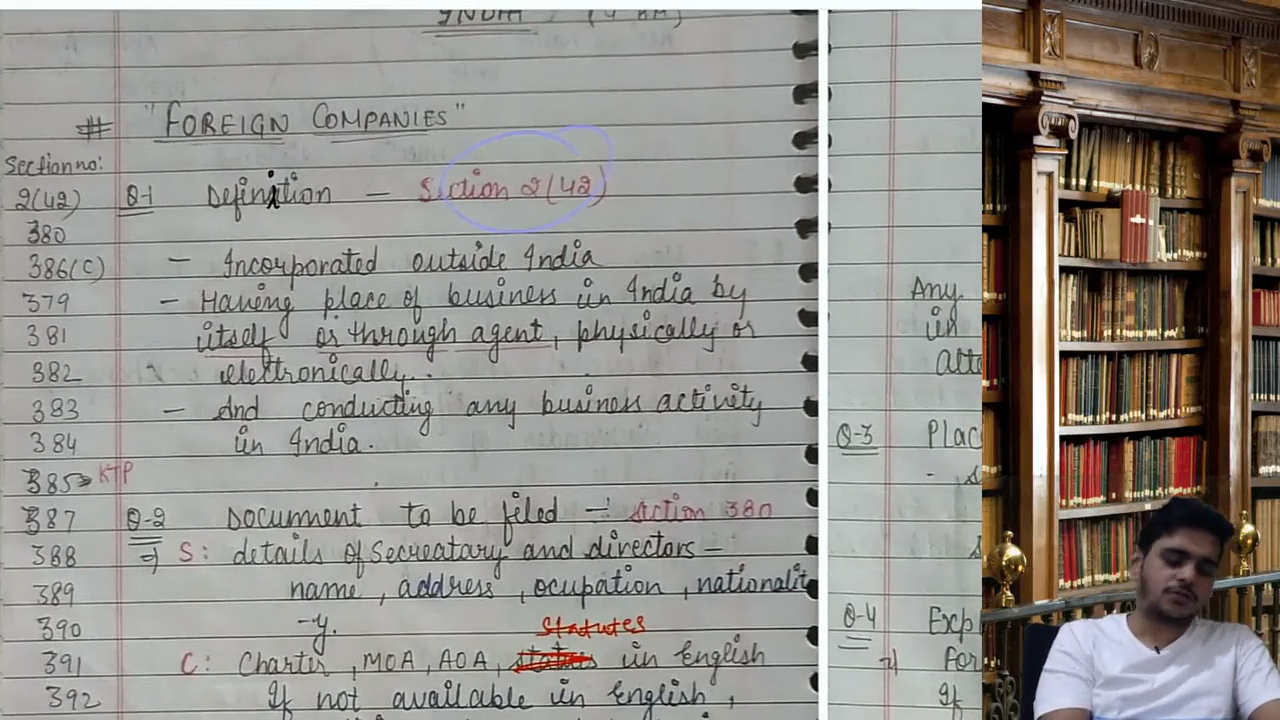 INDIA
# "FOREIGN COMPANIES"
Section no:
2(42) Q-1 Definition - Section 2(42)
380
386(C) - Incorporated outside India
379 - Having place of business in India by
381 itself or through agent, physically or
382 electronically.
383 - And conducting any business activity
384 in India.
385 → KTP
387 Q-2 Document to be filed - Section 380
388 ⇒ S: details of Secreatary and directors -
389 name, address, ocupation, nationalit
390 -y. Statutes
391 C: Charter, MOA, AOA, in English
392 If not available in English,
Any
in
Q-3 Plac
Q-4 Exp
⇒ For
If